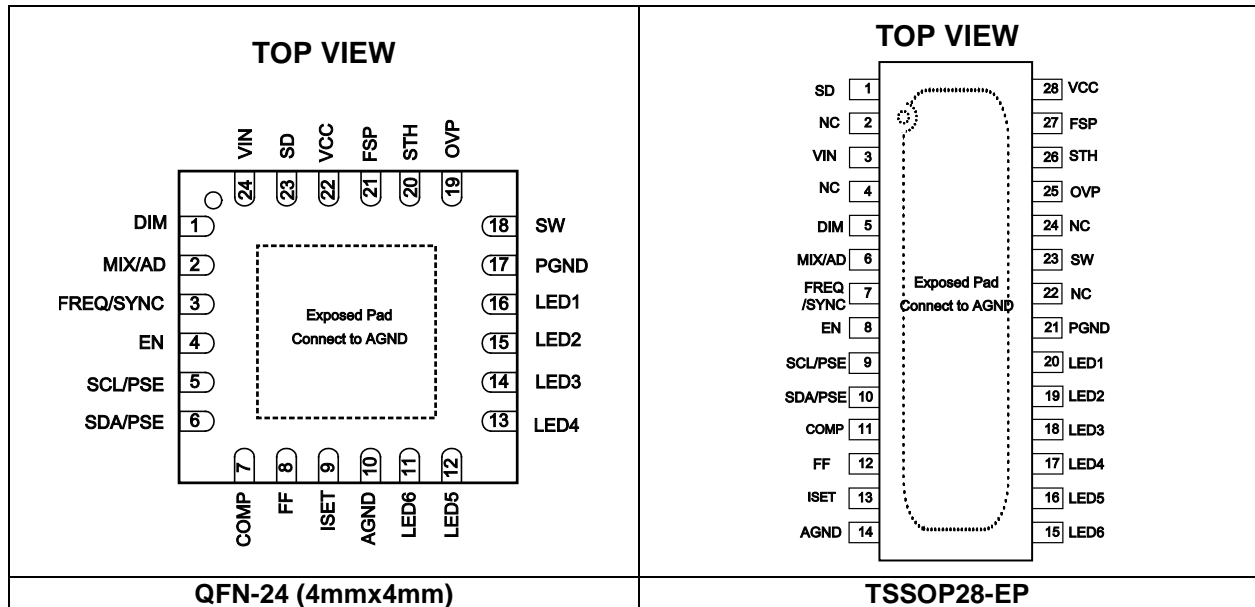 TOP VIEW
VIN SD VCC FSP STH OVP
24 23 22 21 20 19
DIM 1
MIX/AD 2
FREQ/SYNC 3
EN 4
SCL/PSE 5
SDA/PSE 6
18 SW
17 PGND
16 LED1
15 LED2
14 LED3
13 LED4
Exposed Pad
Connect to AGND
7 8 9 10 11 12
COMP FF ISET AGND LED6 LED5
QFN-24 (4mmx4mm)
TOP VIEW
SD 1
NC 2
VIN 3
NC 4
DIM 5
MIX/AD 6
FREQ
/SYNC 7
EN 8
SCL/PSE 9
SDA/PSE 10
COMP 11
FF 12
ISET 13
AGND 14
Exposed Pad
Connect to AGND
28 VCC
27 FSP
26 STH
25 OVP
24 NC
23 SW
22 NC
21 PGND
20 LED1
19 LED2
18 LED3
17 LED4
16 LED5
15 LED6
TSSOP28-EP